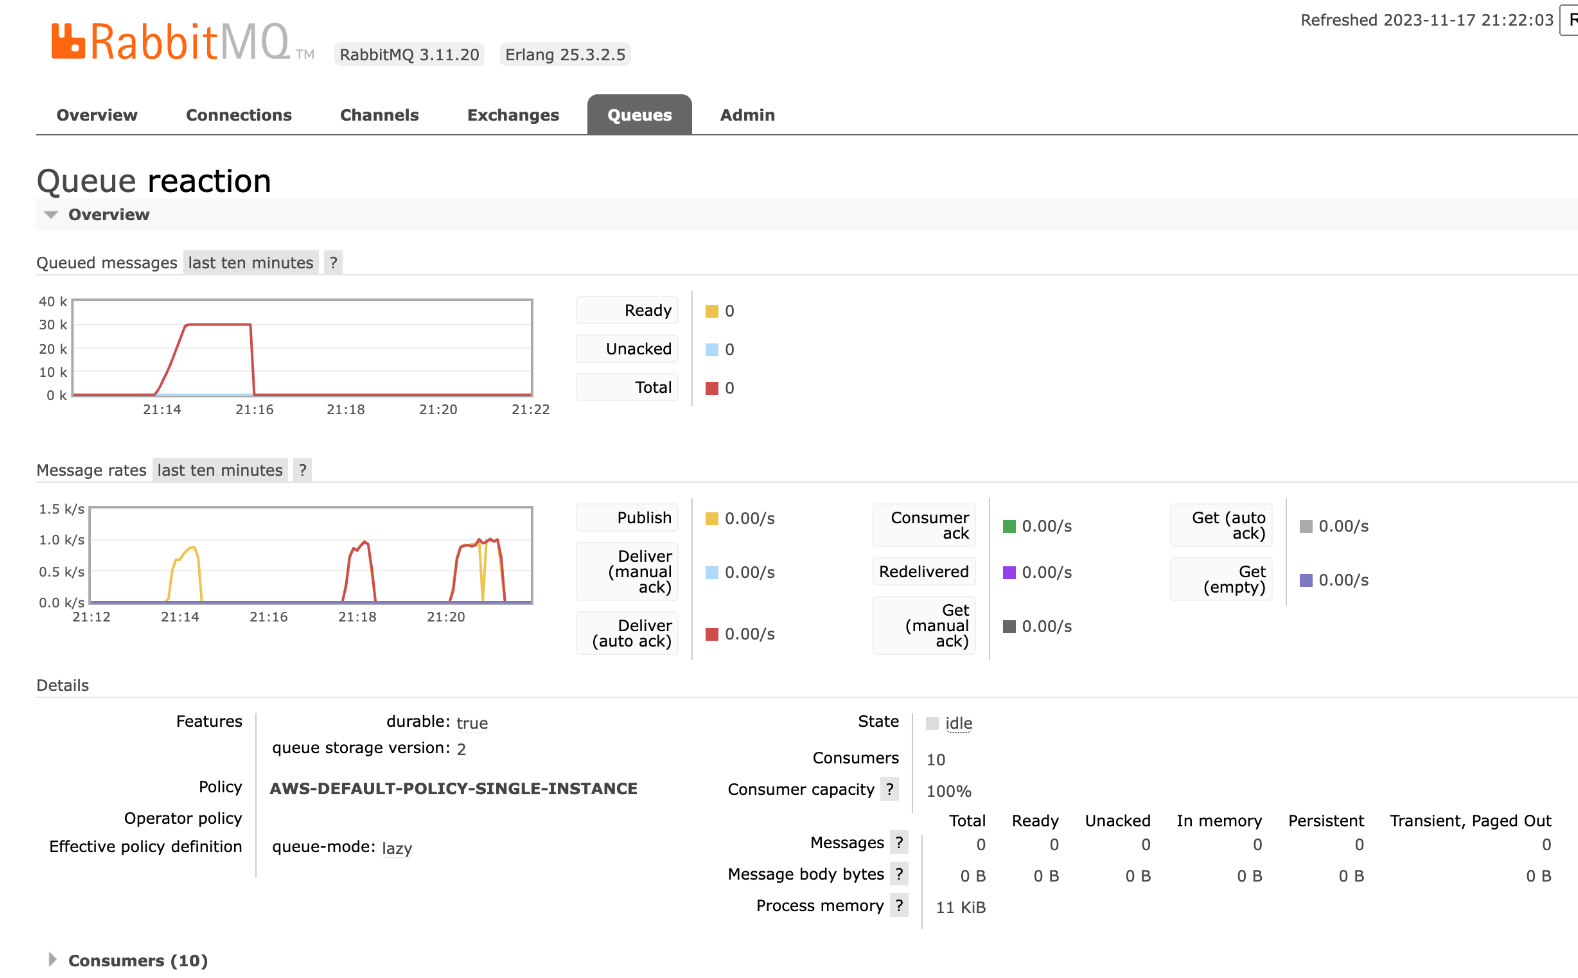 Refreshed 2023-11-17 21:22:03
RabbitMQ TM RabbitMQ 3.11.20 Erlang 25.3.2.5
Overview Connections Channels Exchanges Queues Admin
Queue reaction
Overview
Queued messages last ten minutes ?
40 k
30 k
20 k
10 k
0 k
21:14 21:16 21:18 21:20 21:22
Ready 0
Unacked 0
Total 0
Message rates last ten minutes ?
1.5 k/s
1.0 k/s
0.5 k/s
0.0 k/s
21:12 21:14 21:16 21:18 21:20
Publish 0.00/s
Deliver
(manual
ack) 0.00/s
Deliver
(auto ack) 0.00/s
Consumer
ack 0.00/s
Redelivered 0.00/s
Get
(manual
ack) 0.00/s
Get (auto
ack) 0.00/s
Get
(empty) 0.00/s
Details
Features durable: true
queue storage version: 2
Policy AWS-DEFAULT-POLICY-SINGLE-INSTANCE
Operator policy
Effective policy definition queue-mode: lazy
State idle
Consumers 10
Consumer capacity ? 100%
Total Ready Unacked In memory Persistent Transient, Paged Out
Messages ? 0 0 0 0 0 0
Message body bytes ? 0 B 0 B 0 B 0 B 0 B 0 B
Process memory ? 11 KiB
Consumers (10)